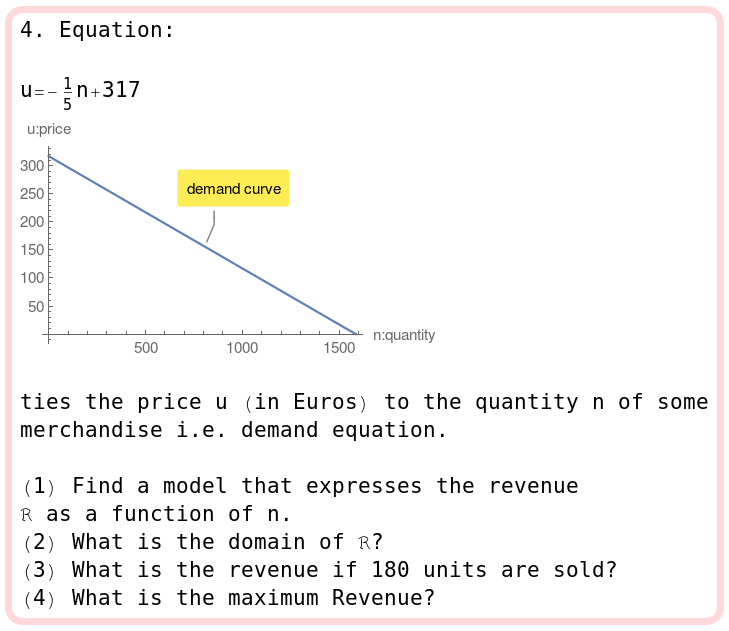 4. Equation:
u=-1/5 n+317
u:price
demand curve
300
250
200
150
100
50
500 1000 1500
n:quantity
ties the price u (in Euros) to the quantity n of some
merchandise i.e. demand equation.
(1) Find a model that expresses the revenue
ℝ as a function of n.
(2) What is the domain of ℝ?
(3) What is the revenue if 180 units are sold?
(4) What is the maximum Revenue?